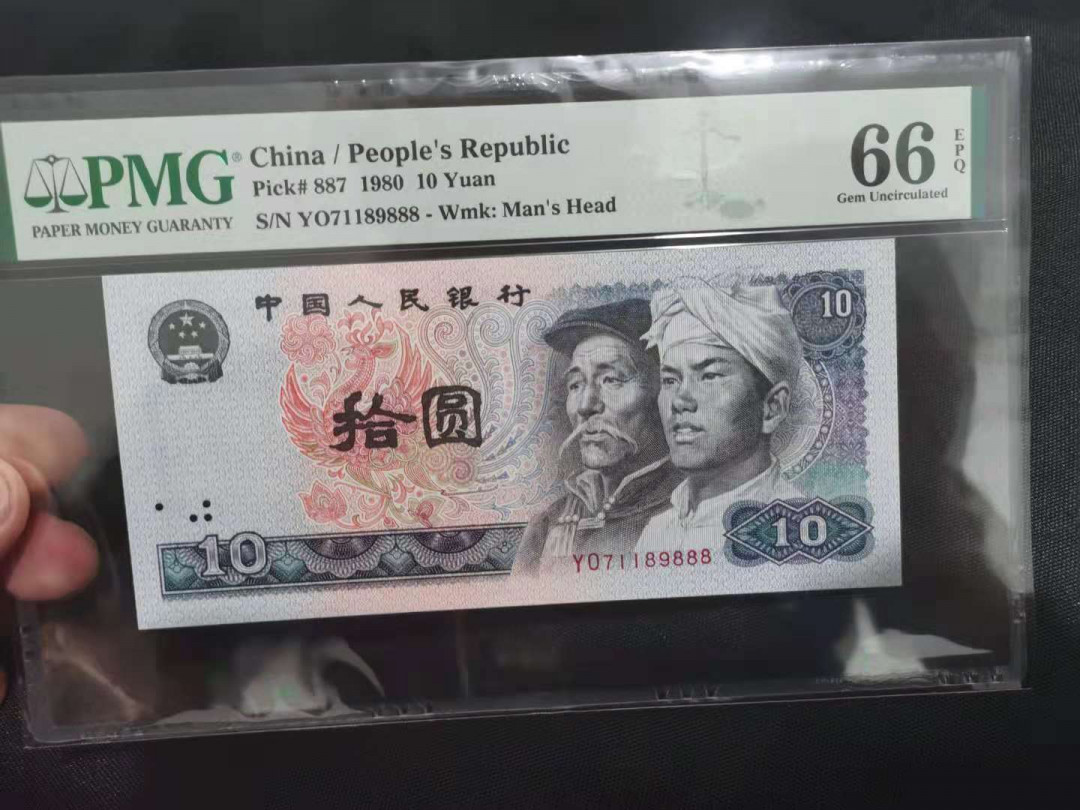 PMG®
PAPER MONEY GUARANTY
China / People's Republic
Pick# 887 1980 10 Yuan
S/N YO71189888 - Wmk: Man's Head
66
EPQ
Gem Uncirculated
中国人民银行
10
拾圆
10
YO71189888
10